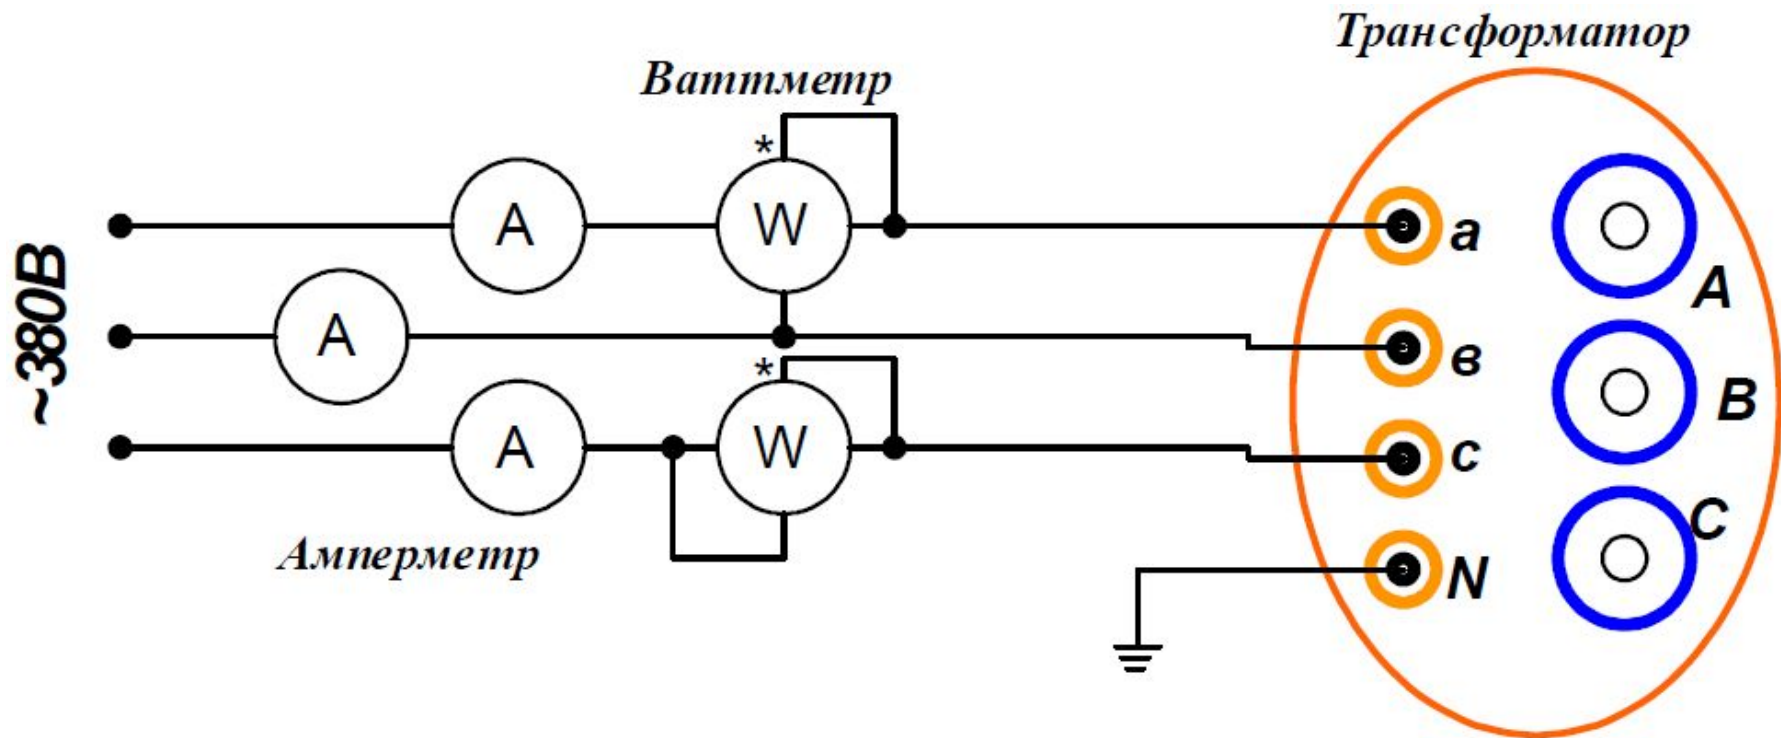 Трансформатор
Ваттметр
~380В
*
A
W
a
A
A
в
B
*
A
W
c
C
Амперметр
N